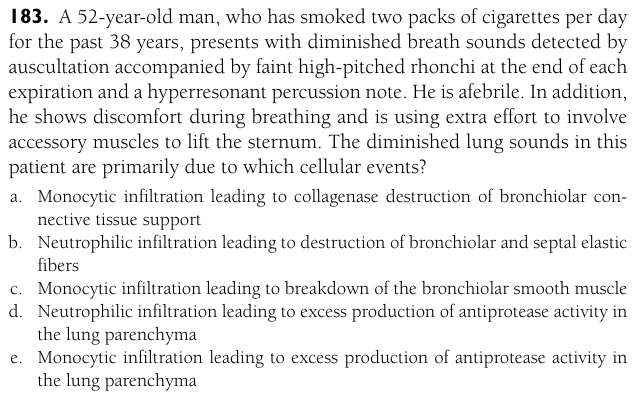 183. A 52-year-old man, who has smoked two packs of cigarettes per day
for the past 38 years, presents with diminished breath sounds detected by
auscultation accompanied by faint high-pitched rhonchi at the end of each
expiration and a hyperresonant percussion note. He is afebrile. In addition,
he shows discomfort during breathing and is using extra effort to involve
accessory muscles to lift the sternum. The diminished lung sounds in this
patient are primarily due to which cellular events?
a. Monocytic infiltration leading to collagenase destruction of bronchiolar con-
nective tissue support
b. Neutrophilic infiltration leading to destruction of bronchiolar and septal elastic
fibers
c. Monocytic infiltration leading to breakdown of the bronchiolar smooth muscle
d. Neutrophilic infiltration leading to excess production of antiprotease activity in
the lung parenchyma
e. Monocytic infiltration leading to excess production of antiprotease activity in
the lung parenchyma